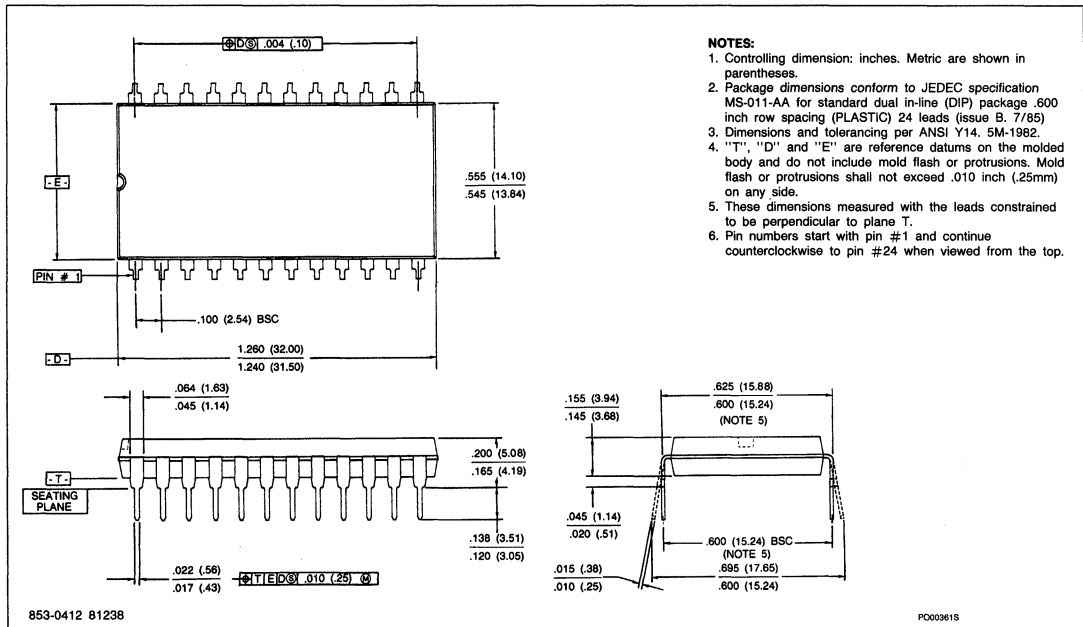 ⌖ D Ⓢ .004 (.10)
NOTES:
1. Controlling dimension: inches. Metric are shown in
parentheses.
2. Package dimensions conform to JEDEC specification
MS-011-AA for standard dual in-line (DIP) package .600
inch row spacing (PLASTIC) 24 leads (issue B. 7/85)
3. Dimensions and tolerancing per ANSI Y14. 5M-1982.
4. "T", "D" and "E" are reference datums on the molded
body and do not include mold flash or protrusions. Mold
flash or protrusions shall not exceed .010 inch (.25mm)
on any side.
5. These dimensions measured with the leads constrained
to be perpendicular to plane T.
6. Pin numbers start with pin #1 and continue
counterclockwise to pin #24 when viewed from the top.
- E -
.555 (14.10)
.545 (13.84)
PIN # 1
.100 (2.54) BSC
- D -
1.260 (32.00)
1.240 (31.50)
.064 (1.63)
.045 (1.14)
.200 (5.08)
.165 (4.19)
- T -
SEATING
PLANE
.138 (3.51)
.120 (3.05)
.022 (.56)
.017 (.43)
⌖ T E D Ⓢ .010 (.25) Ⓜ
.155 (3.94)
.145 (3.68)
.625 (15.88)
.600 (15.24)
(NOTE 5)
.045 (1.14)
.020 (.51)
.600 (15.24) BSC
(NOTE 5)
.015 (.38)
.010 (.25)
.695 (17.65)
.600 (15.24)
853-0412 81238
PO00361S